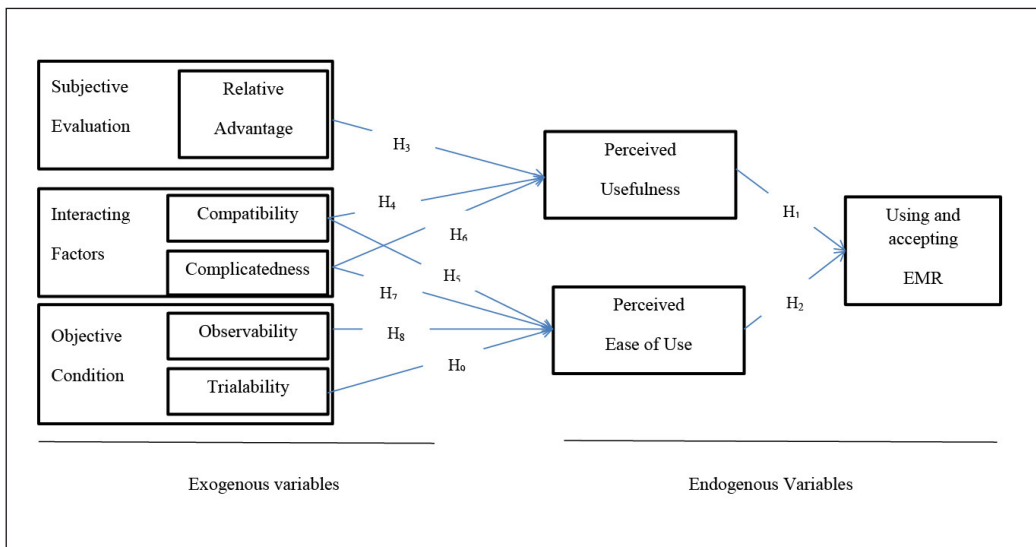 Subjective
Evaluation
Relative
Advantage
Interacting
Factors
Compatibility
Complicatedness
Objective
Condition
Observability
Trialability
H₃
H₄
H₆
H₅
H₇
H₈
H₉
Perceived
Usefulness
Perceived
Ease of Use
H₁
H₂
Using and
accepting
EMR
Exogenous variables
Endogenous Variables